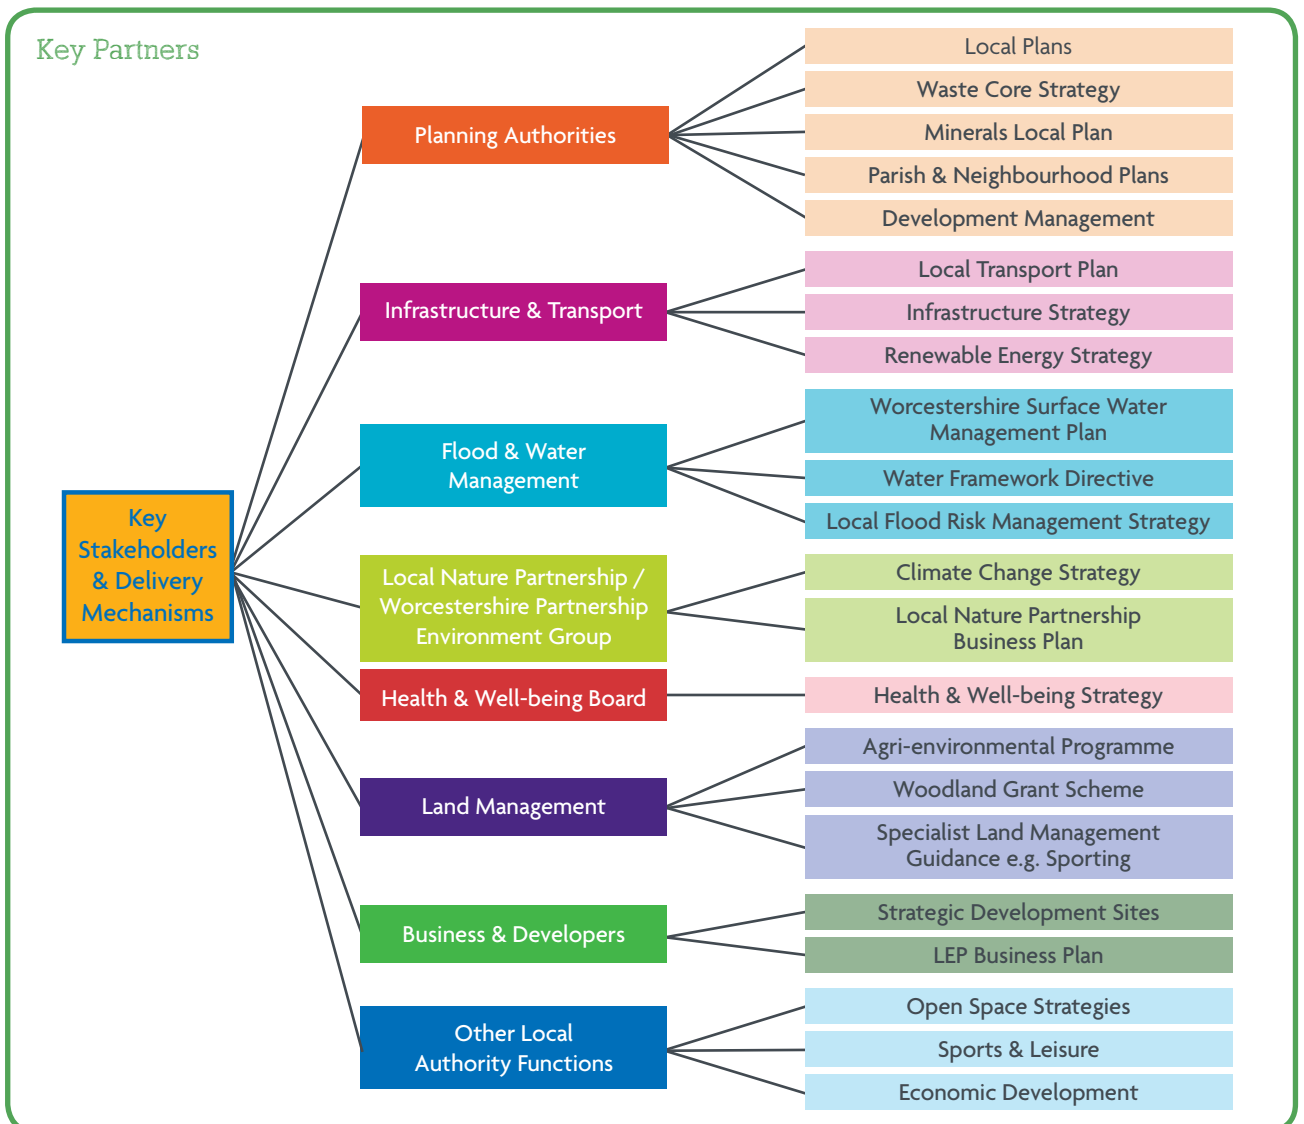 Key Partners
Key
Stakeholders
& Delivery
Mechanisms
Planning Authorities
Local Plans
Waste Core Strategy
Minerals Local Plan
Parish & Neighbourhood Plans
Development Management
Infrastructure & Transport
Local Transport Plan
Infrastructure Strategy
Renewable Energy Strategy
Flood & Water
Management
Worcestershire Surface Water
Management Plan
Water Framework Directive
Local Flood Risk Management Strategy
Local Nature Partnership /
Worcestershire Partnership
Environment Group
Climate Change Strategy
Local Nature Partnership
Business Plan
Health & Well-being Board
Health & Well-being Strategy
Land Management
Agri-environmental Programme
Woodland Grant Scheme
Specialist Land Management
Guidance e.g. Sporting
Business & Developers
Strategic Development Sites
LEP Business Plan
Other Local
Authority Functions
Open Space Strategies
Sports & Leisure
Economic Development